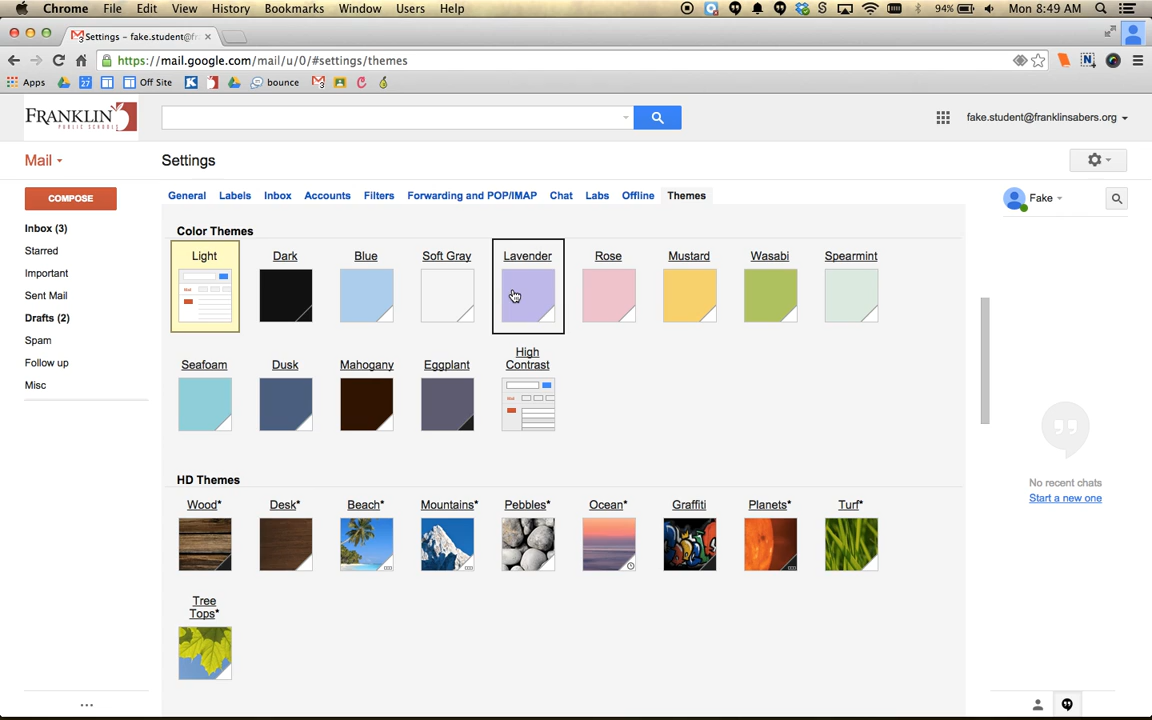 Chrome File Edit View History Bookmarks Window Users Help 94% Mon 8:49 AM
Settings – fake.student@fr
https://mail.google.com/mail/u/0/#settings/themes
Apps 27 Off Site K bounce
FRANKLIN
PUBLIC SCHOOLS
fake.student@franklinsabers.org
Mail Settings
COMPOSE General Labels Inbox Accounts Filters Forwarding and POP/IMAP Chat Labs Offline Themes Fake
Inbox (3)
Starred
Important
Sent Mail
Drafts (2)
Spam
Follow up
Misc
Color Themes
Light Dark Blue Soft Gray Lavender Rose Mustard Wasabi Spearmint
Seafoam Dusk Mahogany Eggplant High Contrast
HD Themes
Wood* Desk* Beach* Mountains* Pebbles* Ocean* Graffiti Planets* Turf*
Tree
Tops*
No recent chats
Start a new one